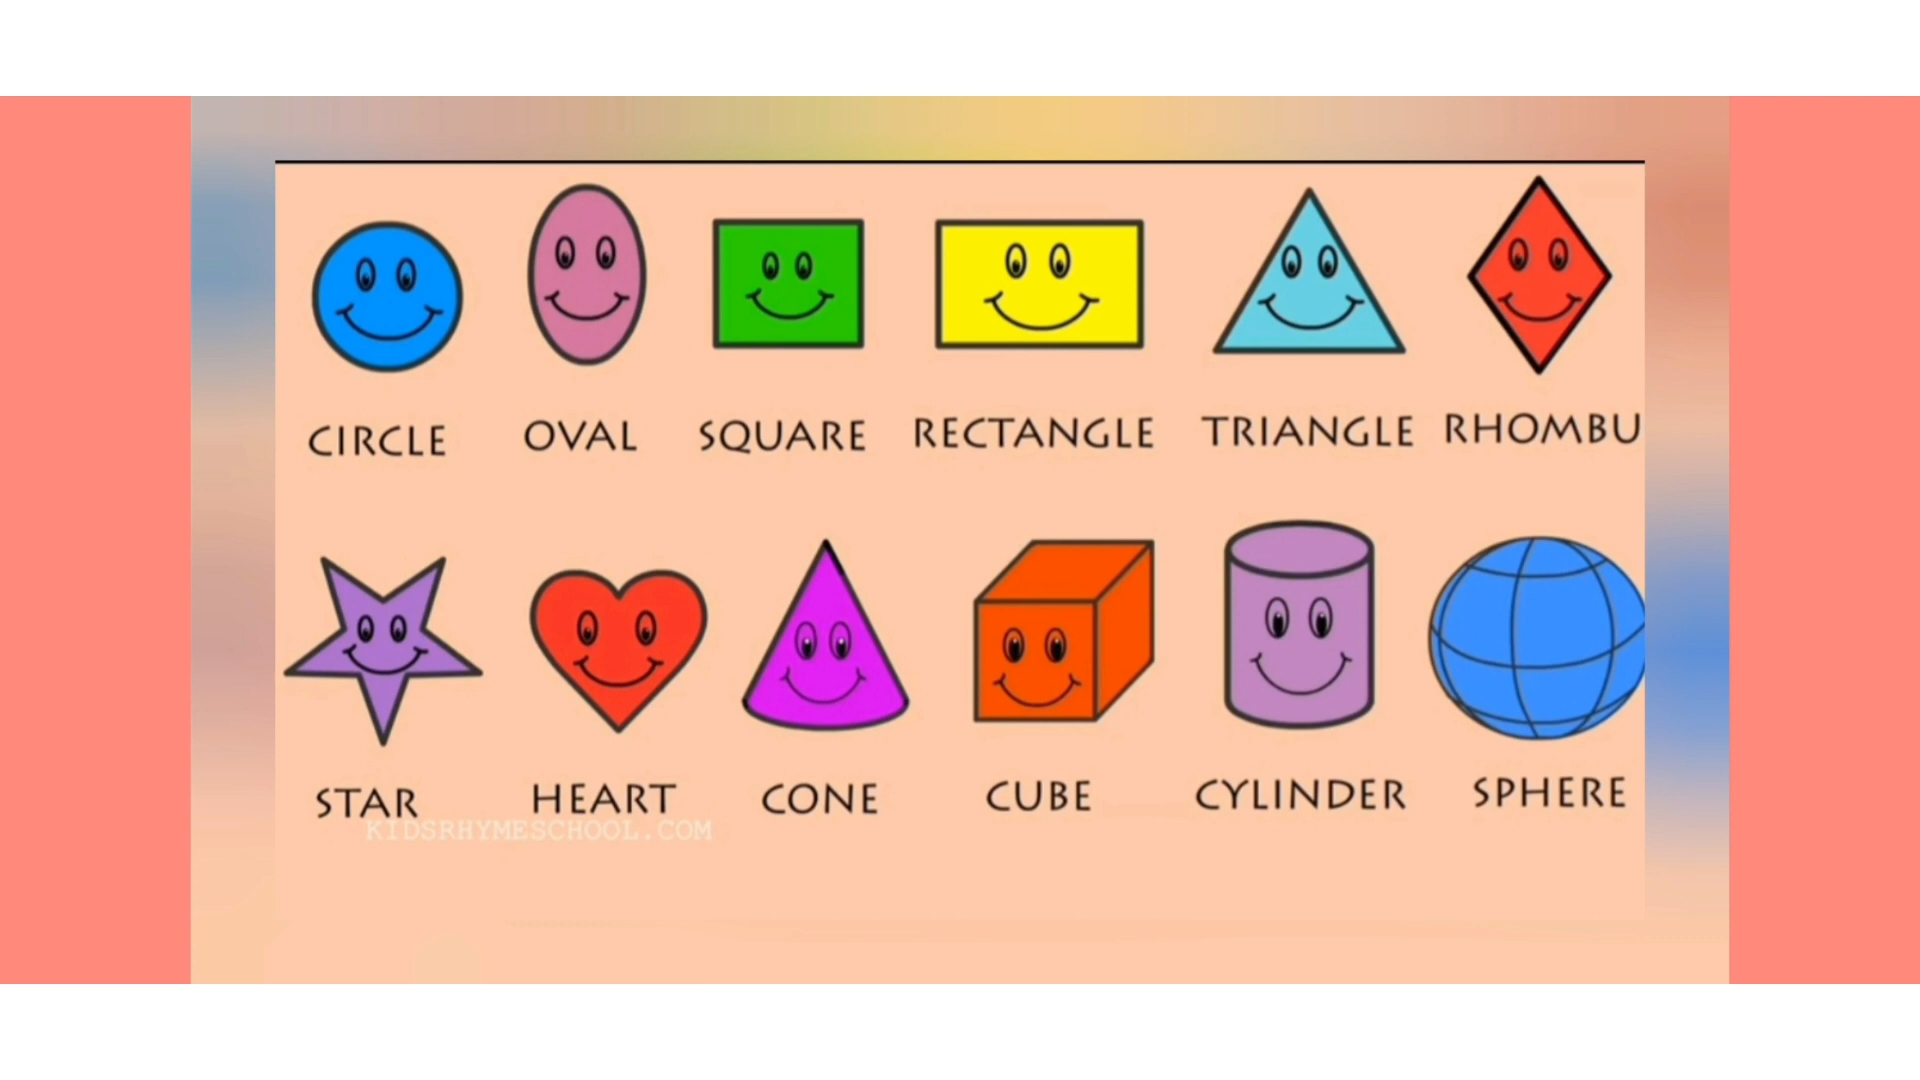 CIRCLE OVAL SQUARE RECTANGLE TRIANGLE RHOMBU
STAR HEART CONE CUBE CYLINDER SPHERE
KIDSRHYMESCHOOL.COM